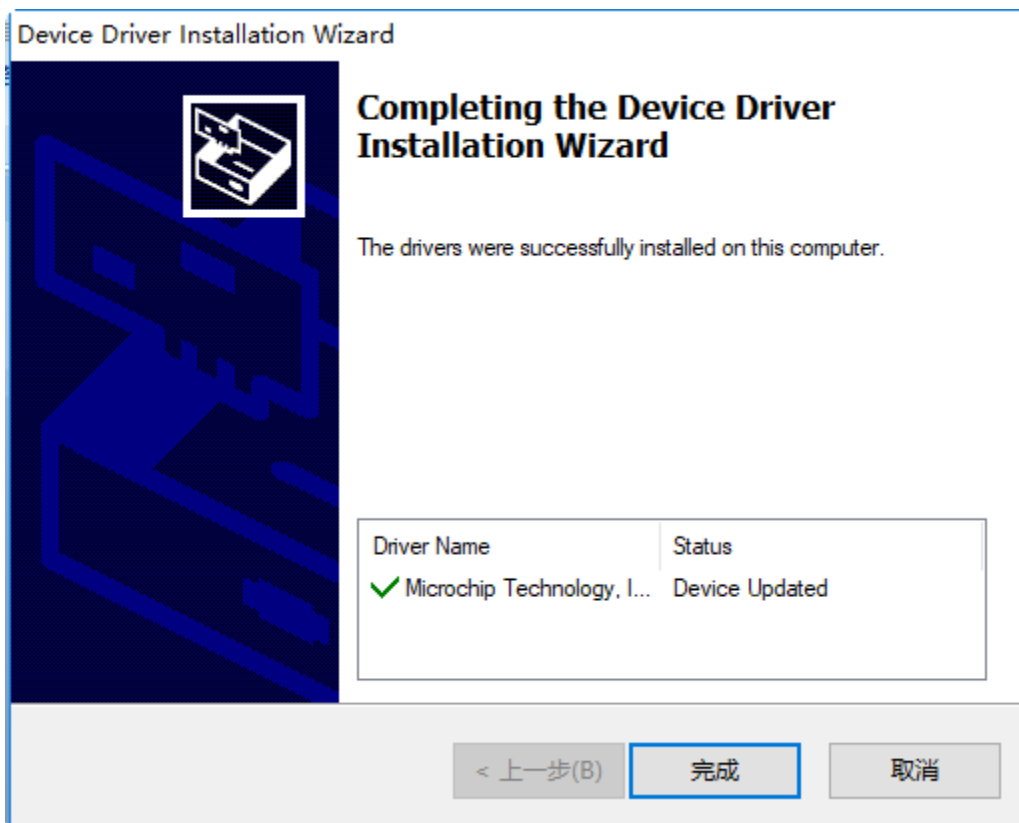 Device Driver Installation Wizard
Completing the Device Driver
Installation Wizard
The drivers were successfully installed on this computer.
Driver Name Status
Microchip Technology, I... Device Updated
< 上一步(B) 完成 取消